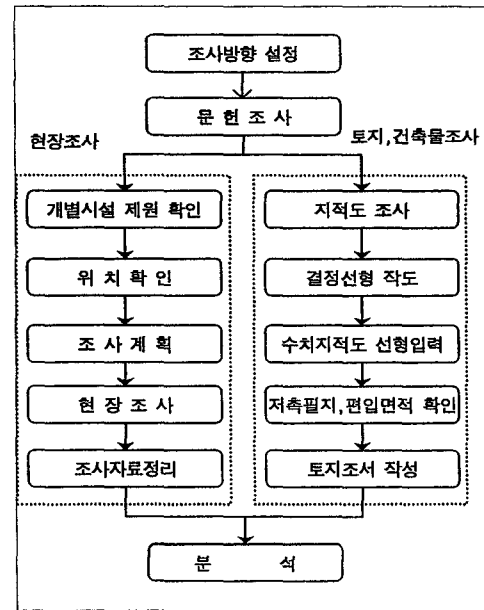 조사방향 설정
문 헌 조 사
현장조사
토지,건축물조사
개별시설 제원 확인
위 치 확 인
조 사 계 획
현 장 조 사
조사자료정리
지적도 조사
결정선형 작도
수치지적도 선형입력
저촉필지,편입면적 확인
토지조서 작성
분 석